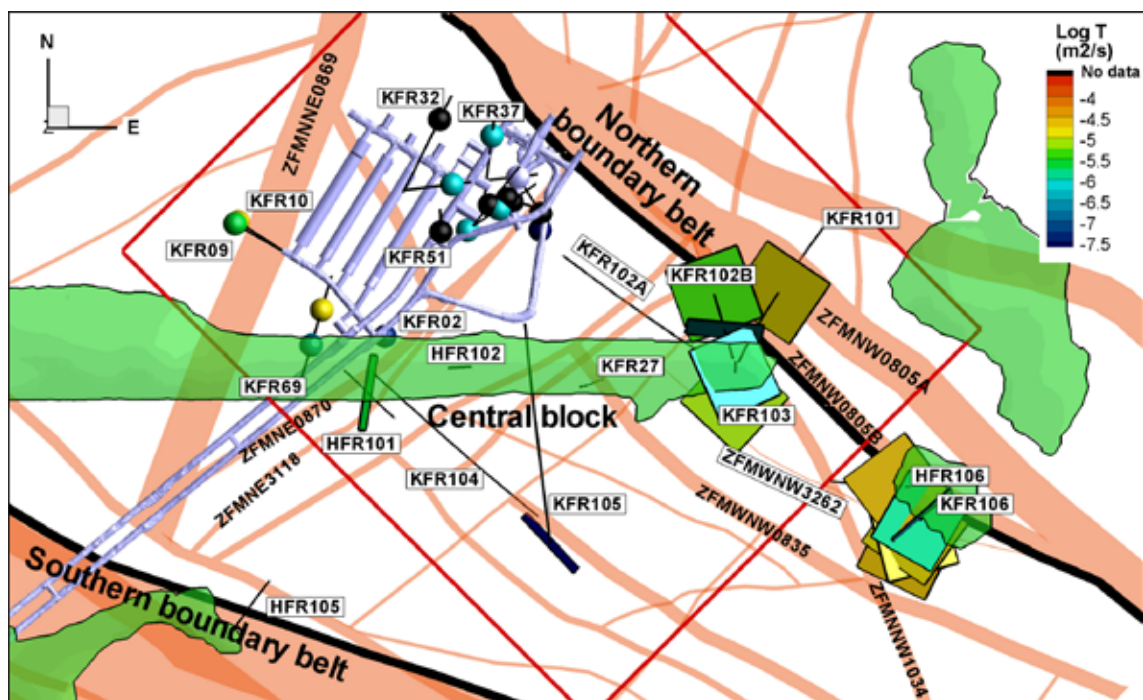 N
E
Log T
(m2/s)
No data
-4
-4.5
-5
-5.5
-6
-6.5
-7
-7.5
ZFMNNE0869
KFR32
KFR37
Northern
boundary belt
KFR10
KFR09
KFR51
KFR101
KFR102A
KFR102B
KFR02
HFR102
KFR27
ZFMNW0805A
ZFMNW0805B
KFR69
HFR101
Central block
KFR103
ZFMNE0870
ZFMNE3118
KFR104
KFR105
ZFMWNW3262
ZFMWNW0835
HFR106
KFR106
Southern boundary belt
HFR105
ZFMNNW1034